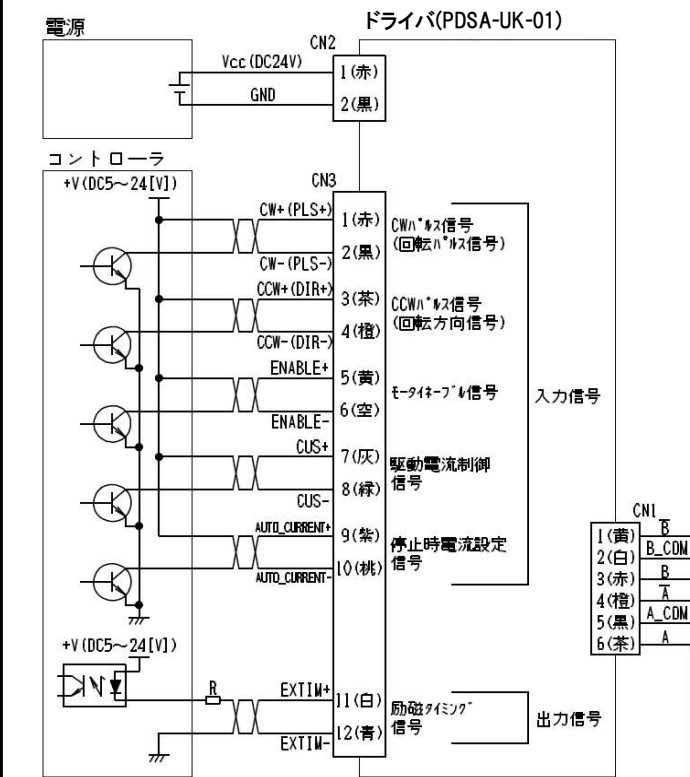 電源
ドライバ(PDSA-UK-01)
CN2
Vcc(DC24V)
1(赤)
GND
2(黒)
コントローラ
+V(DC5～24[V])
CN3
CW+(PLS+)
1(赤)
CWパルス信号
(回転パルス信号)
2(黒)
CW-(PLS-)
CCW+(DIR+)
3(茶)
CCWパルス信号
(回転方向信号)
4(橙)
CCW-(DIR-)
ENABLE+
5(黄)
モータイネーブル信号
入力信号
6(空)
ENABLE-
CUS+
7(灰)
駆動電流制御
信号
8(緑)
CUS-
AUTO_CURRENT+
9(紫)
停止時電流設定
信号
10(桃)
AUTO_CURRENT-
CN1
1(黄)
B
2(白)
B_COM
3(赤)
B
4(橙)
A
5(黒)
A_COM
6(茶)
A
+V(DC5～24[V])
R
EXTIM+
11(白)
励磁タイミング
信号
出力信号
12(青)
EXTIM-